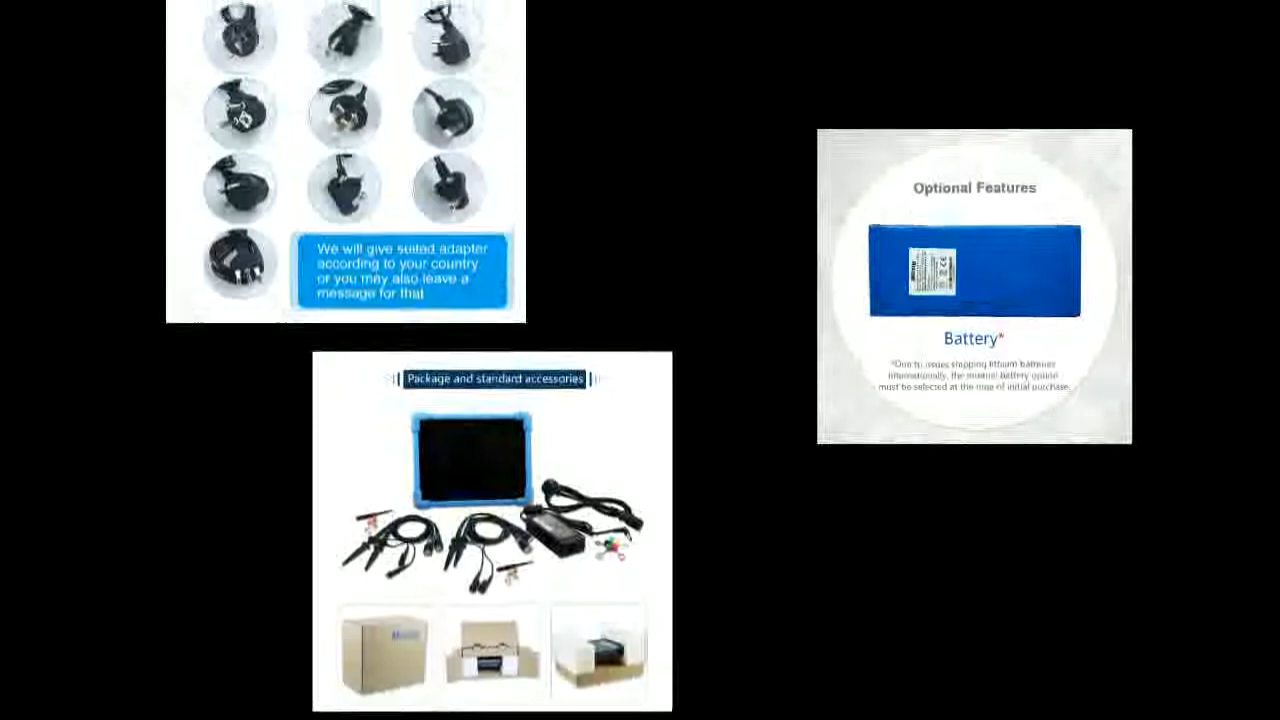 We will give suited adapter
according to your country
or you may also leave a
message for that
Optional Features
Battery*
*Due to issues shipping lithium batteries
internationally, the internal battery option
must be selected at the time of initial purchase.
Package and standard accessories